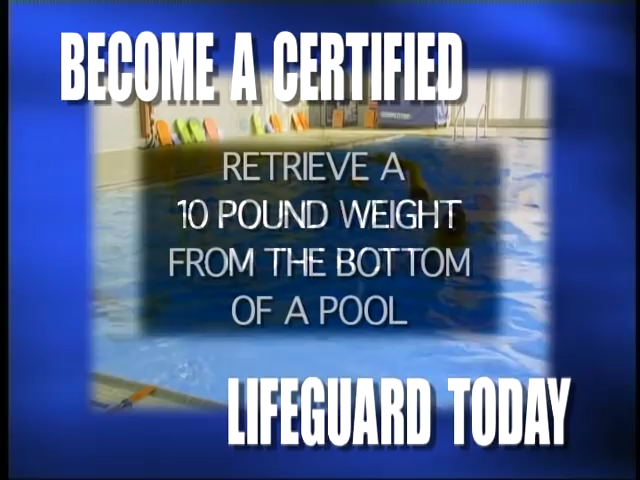 BECOME A CERTIFIED
RETRIEVE A
10 POUND WEIGHT
FROM THE BOTTOM
OF A POOL
LIFEGUARD TODAY